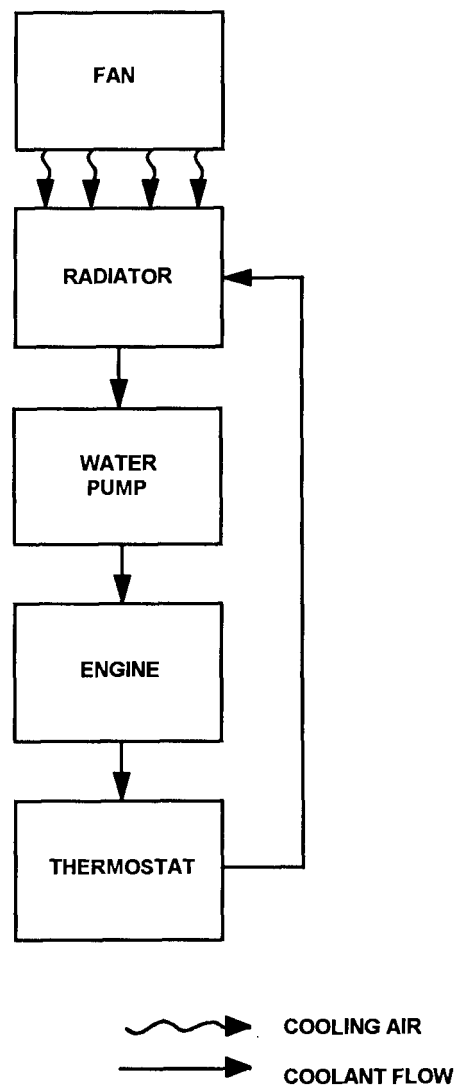 FAN
RADIATOR
WATER
PUMP
ENGINE
THERMOSTAT
COOLING AIR
COOLANT FLOW